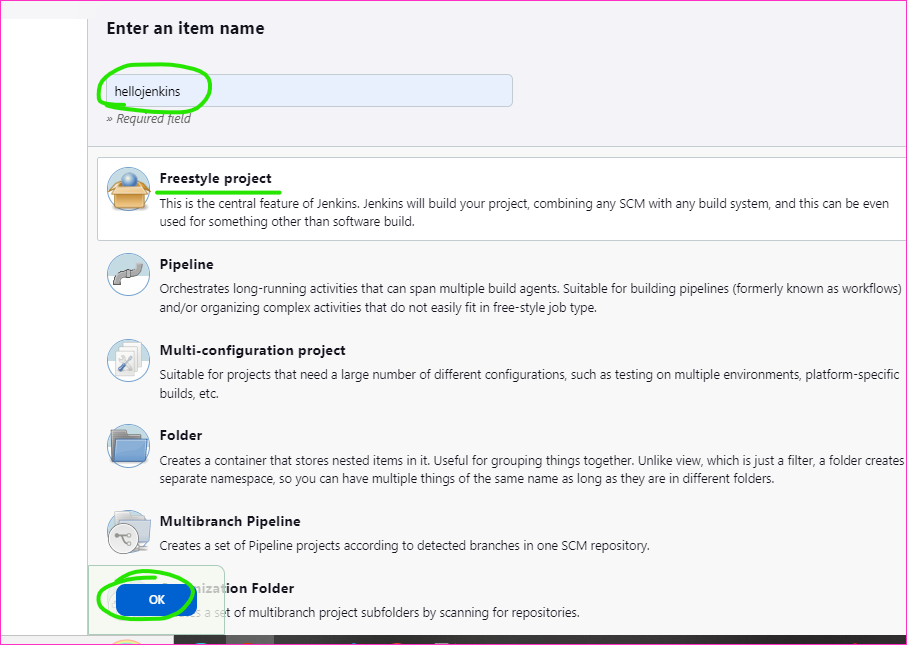 Enter an item name
hellojenkins
» Required field
Freestyle project
This is the central feature of Jenkins. Jenkins will build your project, combining any SCM with any build system, and this can be even
used for something other than software build.
Pipeline
Orchestrates long-running activities that can span multiple build agents. Suitable for building pipelines (formerly known as workflows)
and/or organizing complex activities that do not easily fit in free-style job type.
Multi-configuration project
Suitable for projects that need a large number of different configurations, such as testing on multiple environments, platform-specific
builds, etc.
Folder
Creates a container that stores nested items in it. Useful for grouping things together. Unlike view, which is just a filter, a folder creates
separate namespace, so you can have multiple things of the same name as long as they are in different folders.
Multibranch Pipeline
Creates a set of Pipeline projects according to detected branches in one SCM repository.
Folder
OK
a set of multibranch project subfolders by scanning for repositories.